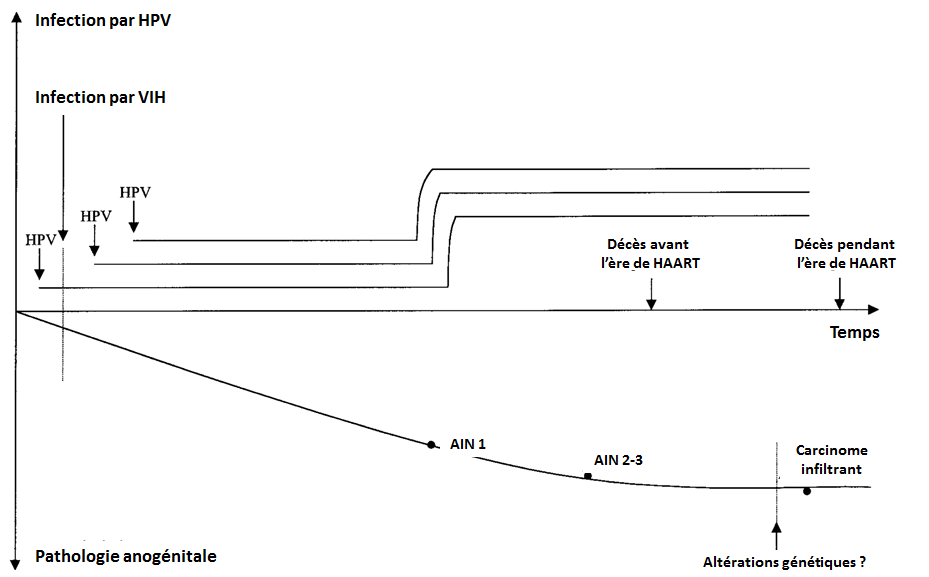 Infection par HPV
Infection par VIH
HPV
HPV
HPV
Décès avant
l'ère de HAART
Décès pendant
l'ère de HAART
Temps
AIN 1
AIN 2-3
Carcinome
infiltrant
Pathologie anogénitale
Altérations génétiques ?